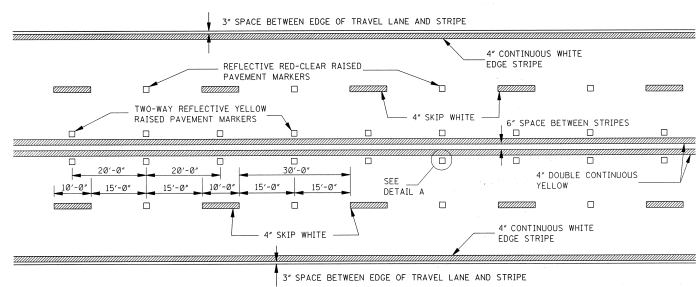 3" SPACE BETWEEN EDGE OF TRAVEL LANE AND STRIPE
4" CONTINUOUS WHITE
EDGE STRIPE
REFLECTIVE RED-CLEAR RAISED
PAVEMENT MARKERS
TWO-WAY REFLECTIVE YELLOW
RAISED PAVEMENT MARKERS
4" SKIP WHITE
6" SPACE BETWEEN STRIPES
20'-0" 20'-0" 30'-0"
10'-0" 15'-0" 15'-0" 10'-0" 15'-0" 15'-0"
SEE
DETAIL A
4" DOUBLE CONTINUOUS
YELLOW
4" SKIP WHITE
4" CONTINUOUS WHITE
EDGE STRIPE
3" SPACE BETWEEN EDGE OF TRAVEL LANE AND STRIPE